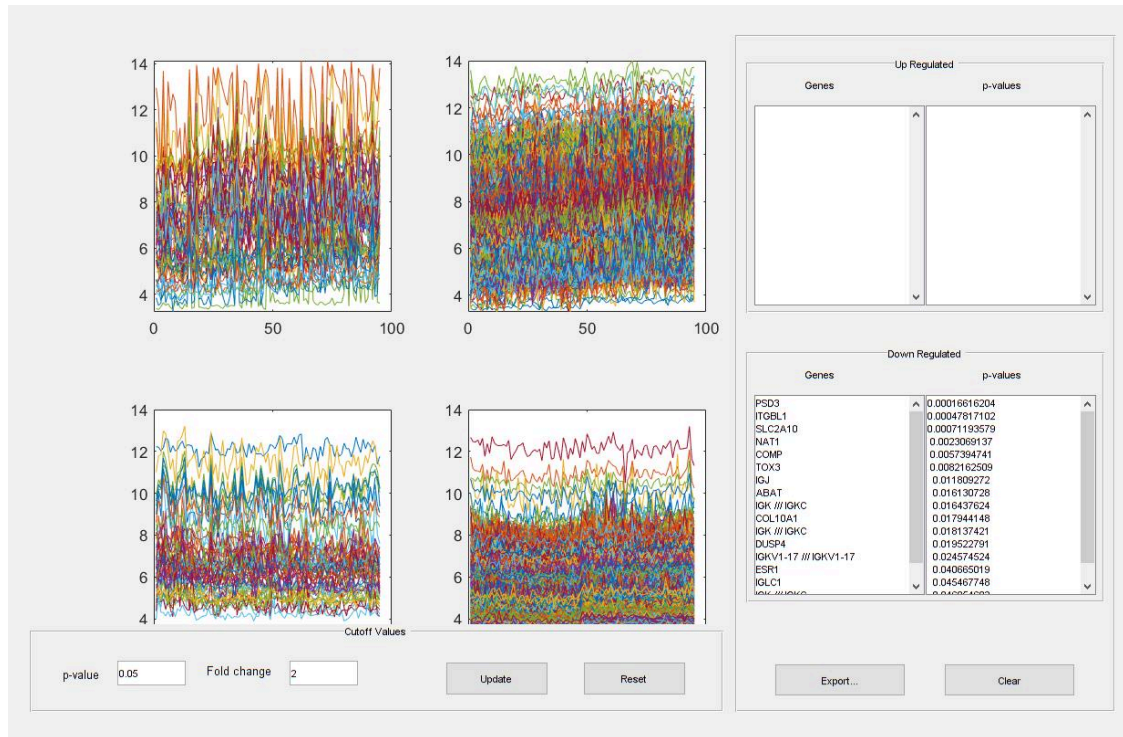 14
12
10
8
6
4
0 50 100
14
12
10
8
6
4
0 50 100
14
12
10
8
6
4
14
12
10
8
6
4
Cutoff Values
p-value 0.05 Fold change 2 Update Reset
Up Regulated
Genes p-values
Down Regulated
Genes p-values
PSD3 0.00016616204
ITGBL1 0.00047817102
SLC2A10 0.00071193579
NAT1 0.0023069137
COMP 0.0057394741
TOX3 0.0082162509
IGJ 0.011809272
ABAT 0.016130728
IGK /// IGKC 0.016437624
COL10A1 0.017944148
IGK /// IGKC 0.018137421
DUSP4 0.019522791
IGKV1-17 /// IGKV1-17 0.024574524
ESR1 0.040665019
IGLC1 0.045467748
IGK /// IGKC
Export... Clear